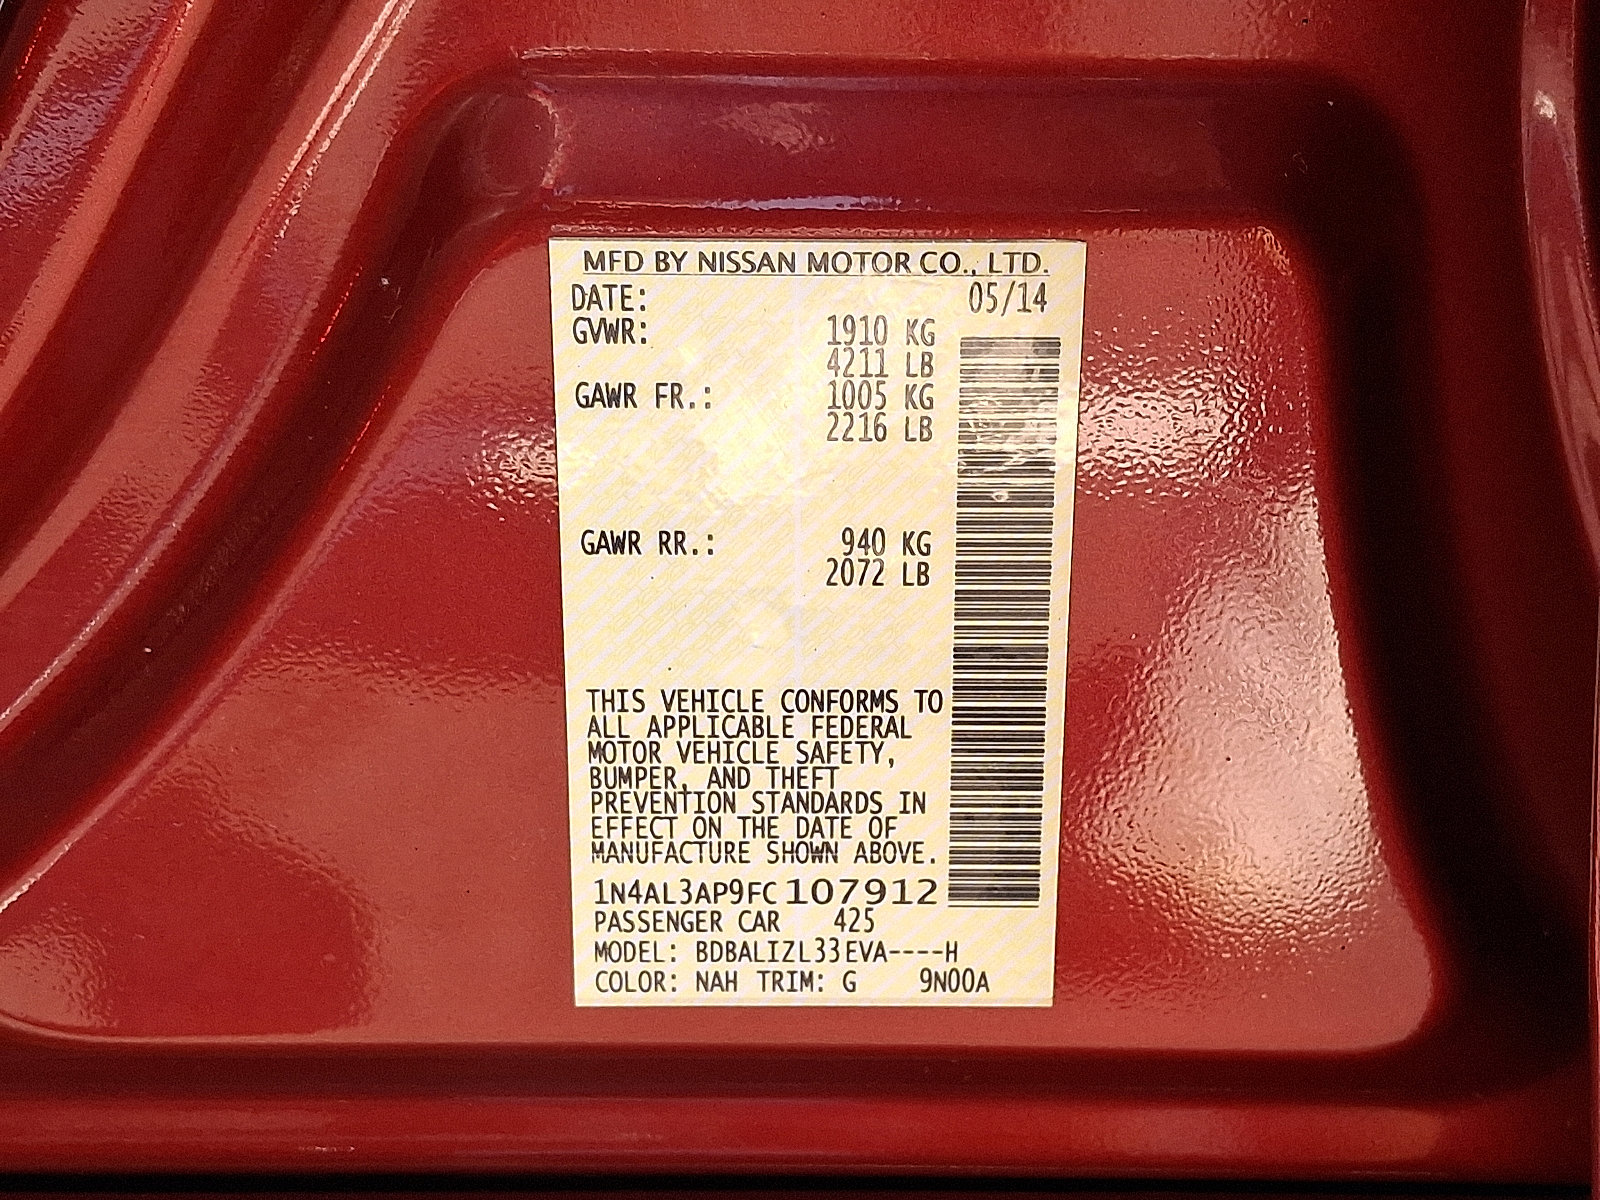 MFD BY NISSAN MOTOR CO., LTD.
DATE: 05/14
GVWR: 1910 KG
4211 LB
GAWR FR.: 1005 KG
2216 LB
GAWR RR.: 940 KG
2072 LB
THIS VEHICLE CONFORMS TO
ALL APPLICABLE FEDERAL
MOTOR VEHICLE SAFETY,
BUMPER, AND THEFT
PREVENTION STANDARDS IN
EFFECT ON THE DATE OF
MANUFACTURE SHOWN ABOVE.
1N4AL3AP9FC107912
PASSENGER CAR 425
MODEL: BDBALIZL33EVA----H
COLOR: NAH TRIM: G 9N00A